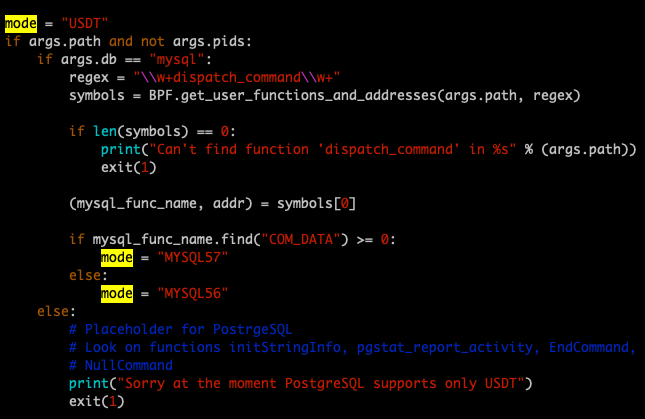 mode = "USDT"
if args.path and not args.pids:
    if args.db == "mysql":
        regex = "\\w+dispatch_command\\w+"
        symbols = BPF.get_user_functions_and_addresses(args.path, regex)

        if len(symbols) == 0:
            print("Can't find function 'dispatch_command' in %s" % (args.path))
            exit(1)

        (mysql_func_name, addr) = symbols[0]

        if mysql_func_name.find("COM_DATA") >= 0:
            mode = "MYSQL57"
        else:
            mode = "MYSQL56"
    else:
        # Placeholder for PostrgeSQL
        # Look on functions initStringInfo, pgstat_report_activity, EndCommand,
        # NullCommand
        print("Sorry at the moment PostgreSQL supports only USDT")
        exit(1)